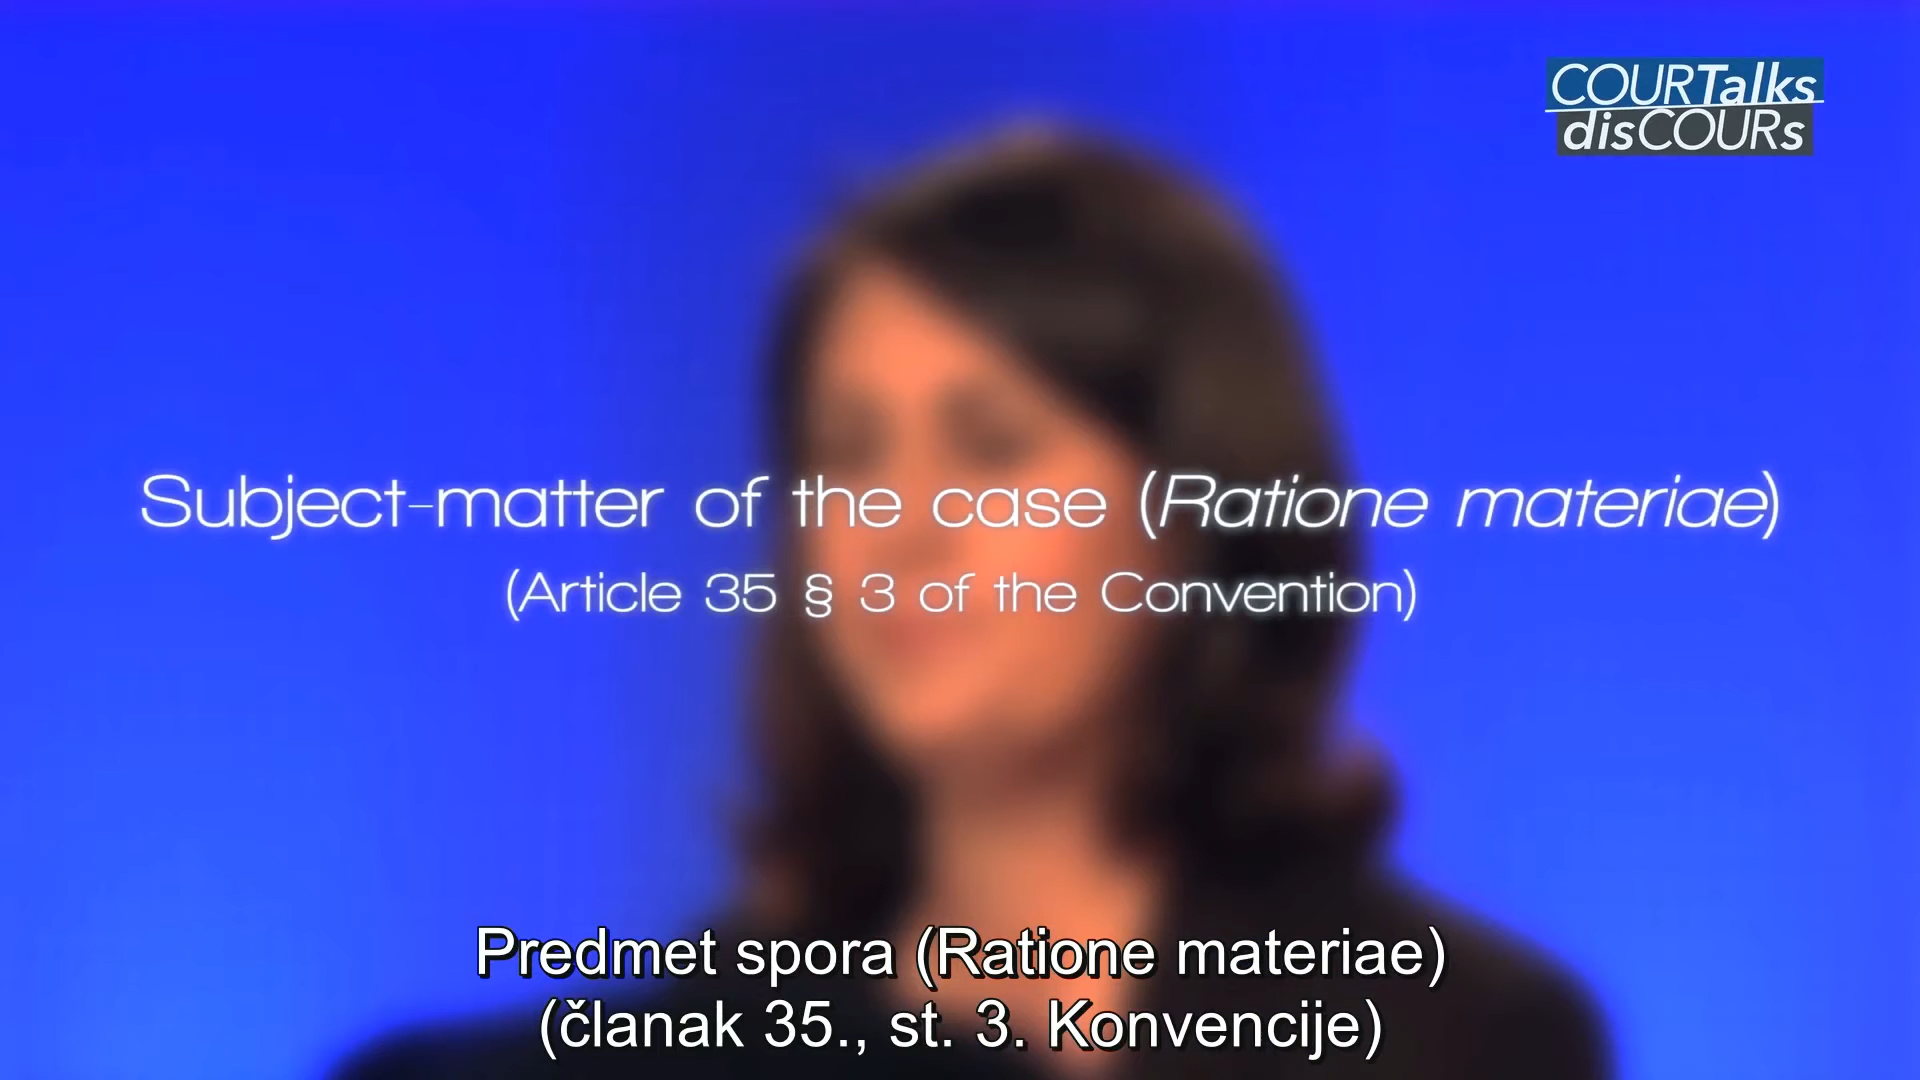 COURTalks
disCOURs
Subject-matter of the case (Ratione materiae)
(Article 35 § 3 of the Convention)
Predmet spora (Ratione materiae)
(članak 35., st. 3. Konvencije)